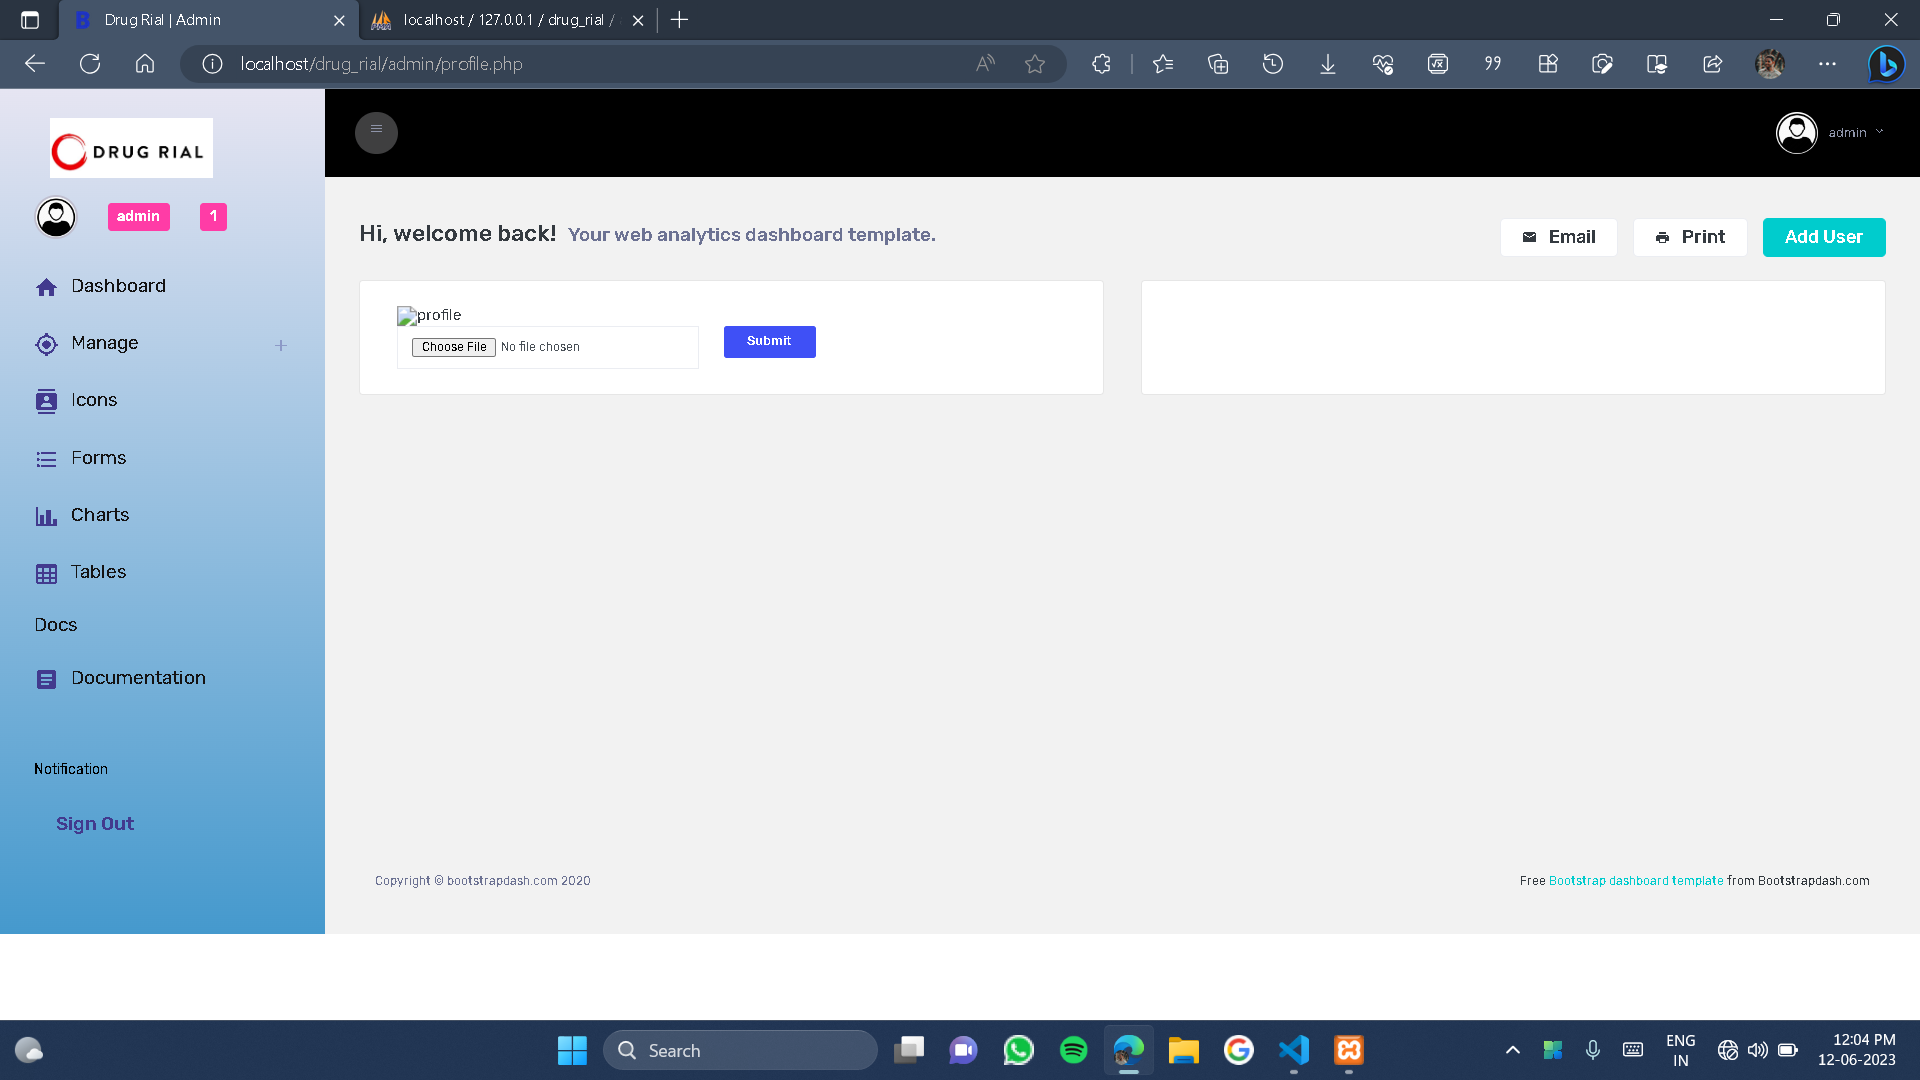 Drug Rial | Admin
localhost / 127.0.0.1 / drug_rial /
localhost/drug_rial/admin/profile.php
DRUG RIAL
admin 1
admin
Hi, welcome back! Your web analytics dashboard template.
Email
Print
Add User
Dashboard
Manage
Icons
Forms
Charts
Tables
Docs
Documentation
Notification
Sign Out
profile
Choose File No file chosen
Submit
Copyright © bootstrapdash.com 2020
Free Bootstrap dashboard template from Bootstrapdash.com
Search
ENG
IN
12:04 PM
12-06-2023